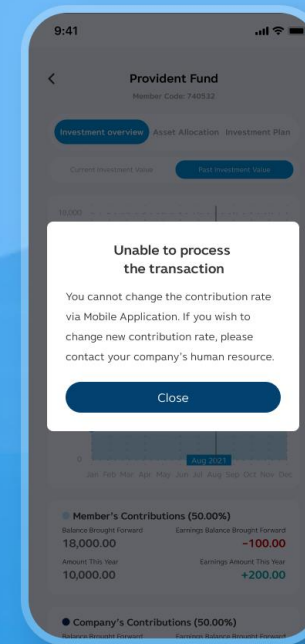 9:41
Provident Fund
Member Code: 740532
Investment overview Asset Allocation Investment Plan
Current Investment Value Past Investment Value
10,000
Unable to process
the transaction
You cannot change the contribution rate
via Mobile Application. If you wish to
change new contribution rate, please
contact your company's human resource.
Close
0
Aug 2021
Jan Feb Mar Apr May Jun Jul Aug Sep Oct Nov Dec
Member's Contributions (50.00%)
Balance Brought Forward Earnings Balance Brought Forward
18,000.00 -100.00
Amount This Year Earnings Amount This Year
10,000.00 +200.00
Company's Contributions (50.00%)
Balance Brought Forward Earnings Balance Brought Forward